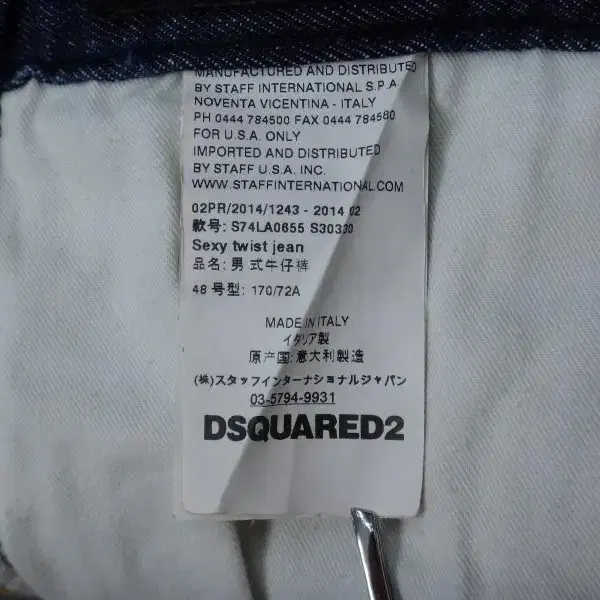 MANUFACTURED AND DISTRIBUTED
BY STAFF INTERNATIONAL S.P.A
NOVENTA VICENTINA - ITALY
PH 0444 784500 FAX 0444 784580
FOR U.S.A. ONLY
IMPORTED AND DISTRIBUTED
BY STAFF U.S.A. INC.
WWW.STAFFINTERNATIONAL.COM
02PR/2014/1243 - 2014 02
款号: S74LA0655 S30330
Sexy twist jean
品名: 男式牛仔裤
48 号型: 170/72A
MADE IN ITALY
イタリア製
原产国:意大利製造
(株)スタッフインターナショナルジャパン
03-5794-9931
DSQUARED2